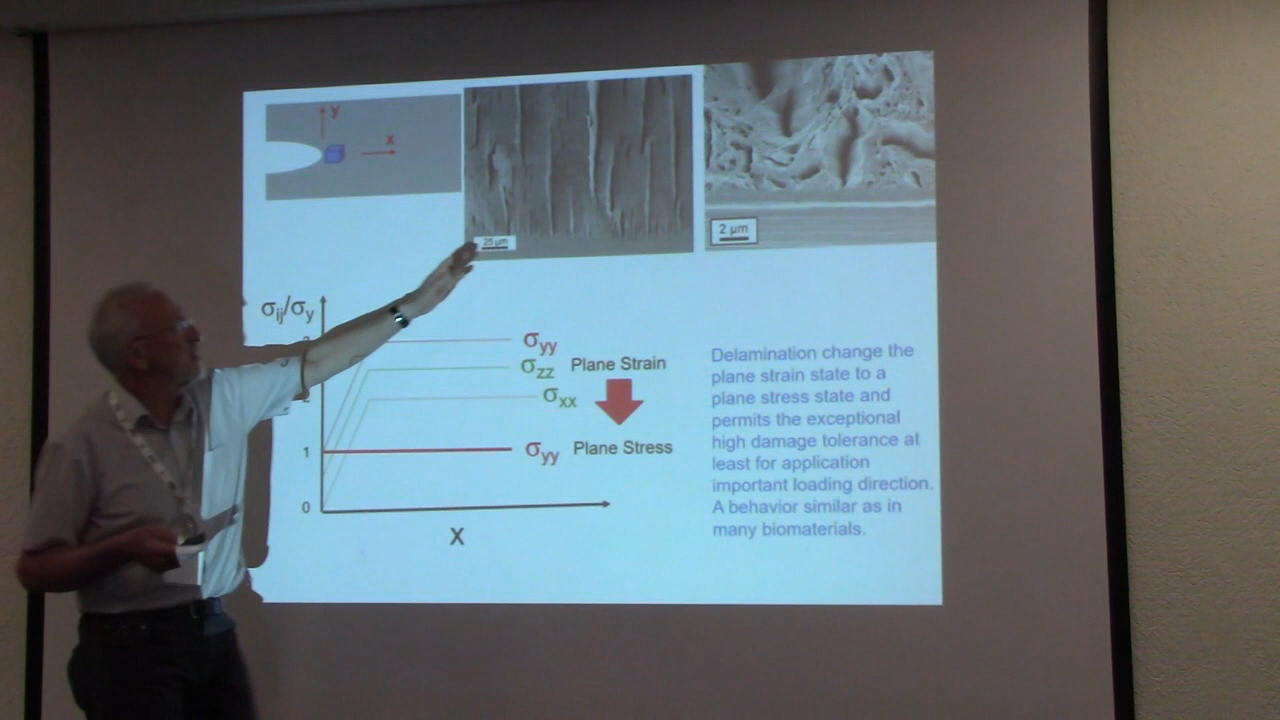 y
x
25 µm
2 µm
σij/σy
σyy
σzz
Plane Strain
σxx
1
σyy
Plane Stress
0
X
Delamination change the
plane strain state to a
plane stress state and
permits the exceptional
high damage tolerance at
least for application
important loading direction.
A behavior similar as in
many biomaterials.